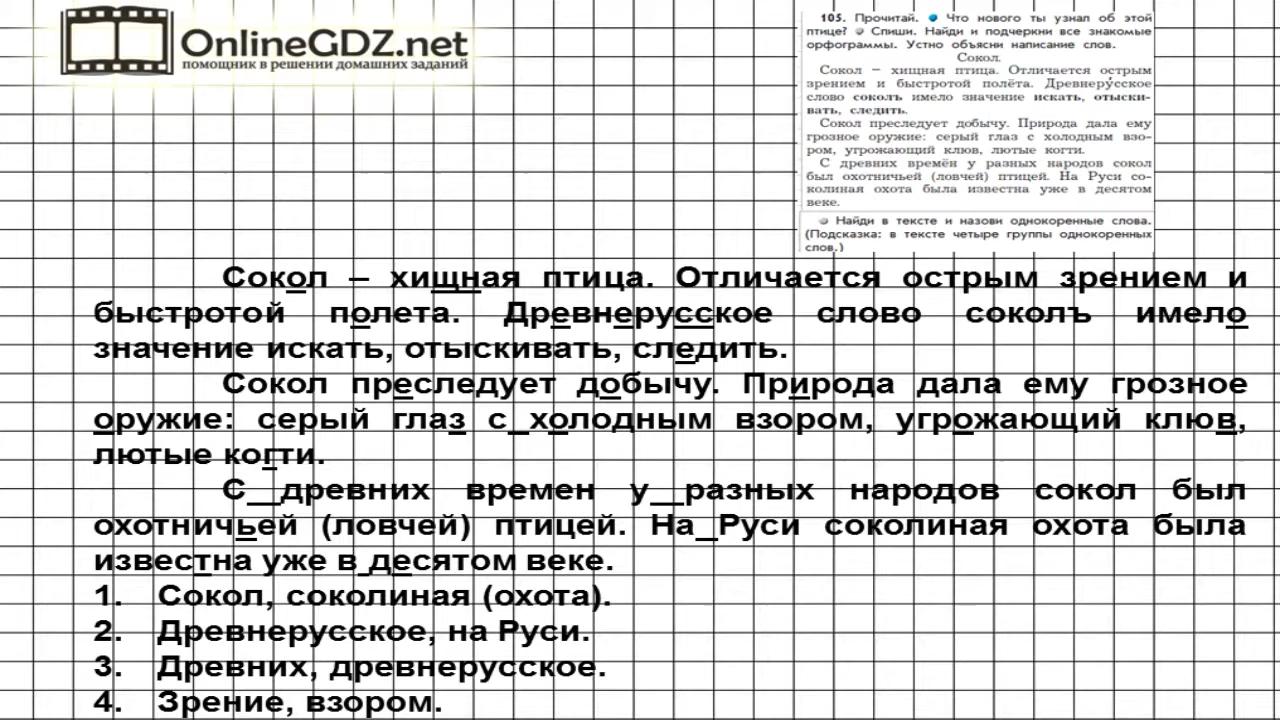 OnlineGDZ.net
помощник в решении домашних заданий
105. Прочитай. Что нового ты узнал об этой
птице? Спиши. Найди и подчеркни все знакомые
орфограммы. Устно объясни написание слов.
Сокол.
Сокол – хищная птица. Отличается острым
зрением и быстротой полёта. Древнеру́сское
слово соколъ имело значение искать, отыски-
вать, следить.
Сокол преследует добычу. Природа дала ему
грозное оружие: серый глаз с холодным взо-
ром, угрожающий клюв, лютые когти.
С древних времён у разных народов сокол
был охотничьей (ловчей) птицей. На Руси со-
колиная охота была известна уже в десятом
веке.
Найди в тексте и назови однокоренные слова.
(Подсказка: в тексте четыре группы однокоренных
слов.)
Сокол – хищная птица. Отличается острым зрением и
быстротой полета. Древнерусское слово соколъ имело
значение искать, отыскивать, следить.
Сокол преследует добычу. Природа дала ему грозное
оружие: серый глаз с_холодным взором, угрожающий клюв,
лютые когти.
С_древних времен у_разных народов сокол был
охотничьей (ловчей) птицей. На_Руси соколиная охота была
известна уже в_десятом веке.
1. Сокол, соколиная (охота).
2. Древнерусское, на Руси.
3. Древних, древнерусское.
4. Зрение, взором.